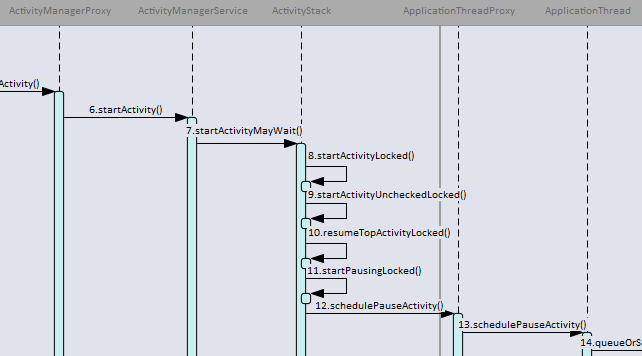 ActivityManagerProxy
ActivityManagerService
ActivityStack
ApplicationThreadProxy
ApplicationThread
Activity()
6.startActivity()
7.startActivityMayWait()
8.startActivityLocked()
9.startActivityUncheckedLocked()
10.resumeTopActivityLocked()
11.startPausingLocked()
12.schedulePauseActivity()
13.schedulePauseActivity()
14.queueOrS